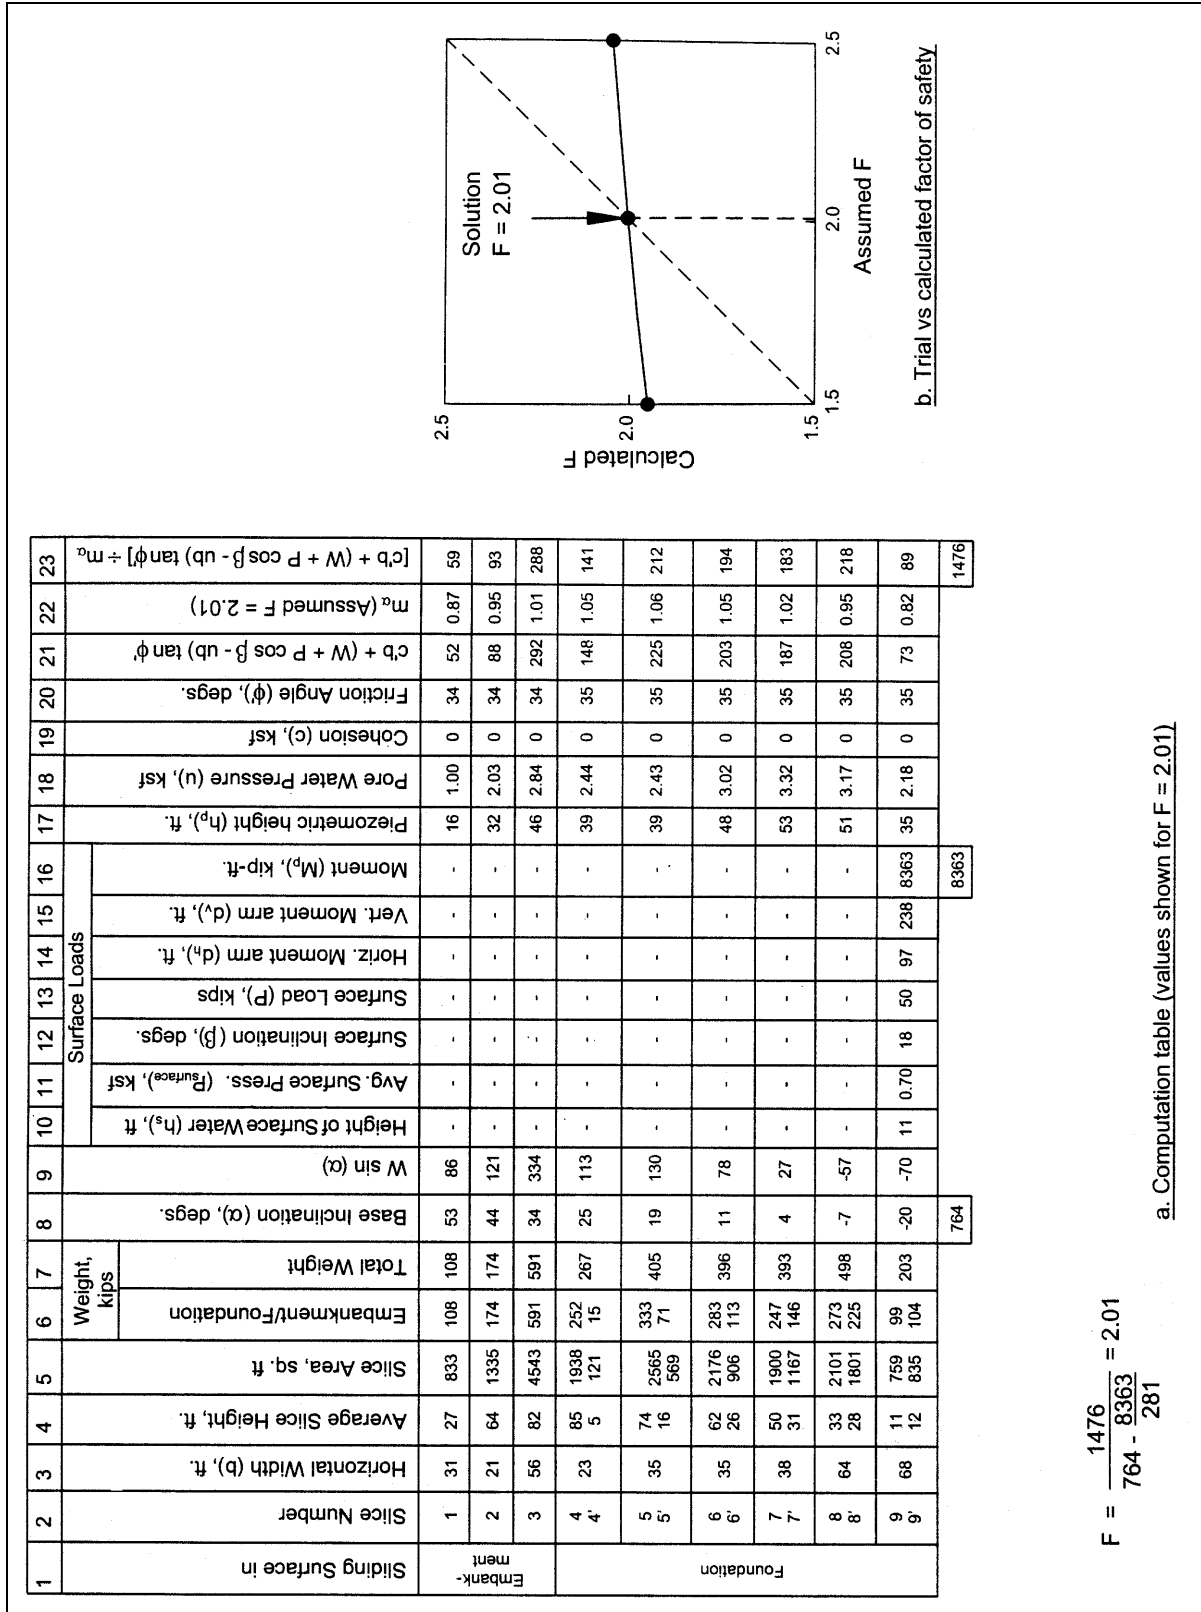 1 2 3 4 5 6 7 8 9 10 11 12 13 14 15 16 17 18 19 20 21 22 23
Weight, kips
Surface Loads
Sliding Surface in
Slice Number
Horizontal Width (b), ft.
Average Slice Height, ft.
Slice Area, sq. ft.
Embankment/Foundation
Total Weight
Base Inclination (α), degs.
W sin (α)
Height of Surface Water (hs), ft
Avg. Surface Press. (Psurface), ksf
Surface Inclination (β), degs.
Surface Load (P), kips
Horiz. Moment arm (dh), ft.
Vert. Moment arm (dv), ft.
Moment (Mp), kip-ft.
Piezometric height (hp), ft.
Pore Water Pressure (u), ksf
Cohesion (c), ksf
Friction Angle (ϕ'), degs.
c'b + (W + P cos β - ub) tan ϕ'
mα (Assumed F = 2.01)
[c'b + (W + P cos β - ub) tan ϕ'] ÷ mα
Embank-
ment
1 31 27 833 108 108 53 86 - - - - - - - 16 1.00 0 34 52 0.87 59
2 21 64 1335 174 174 44 121 - - - - - - - 32 2.03 0 34 88 0.95 93
3 56 82 4543 591 591 34 334 - - - - - - - 46 2.84 0 34 292 1.01 288
Foundation
4 23 85 1938 252 267 25 113 - - - - - - - 39 2.44 0 35 148 1.05 141
4' 5 121 15
5 35 74 2565 333 405 19 130 - - - - - - - 39 2.43 0 35 225 1.06 212
5' 16 569 71
6 35 62 2176 283 396 11 78 - - - - - - - 48 3.02 0 35 203 1.05 194
6' 26 906 113
7 38 50 1900 247 393 4 27 - - - - - - - 53 3.32 0 35 187 1.02 183
7' 31 1167 146
8 64 33 2101 273 498 -7 -57 - - - - - - - 51 3.17 0 35 208 0.95 218
8' 28 1801 225
9 68 11 759 99 203 -20 -70 11 0.70 18 50 97 238 8363 35 2.18 0 35 73 0.82 89
9' 12 835 104
764 8363 1476
F = 1476 / (764 - 8363/281) = 2.01
a. Computation table (values shown for F = 2.01)
2.5
2.0
1.5
Calculated F
Solution
F = 2.01
1.5 2.0 2.5
Assumed F
b. Trial vs calculated factor of safety